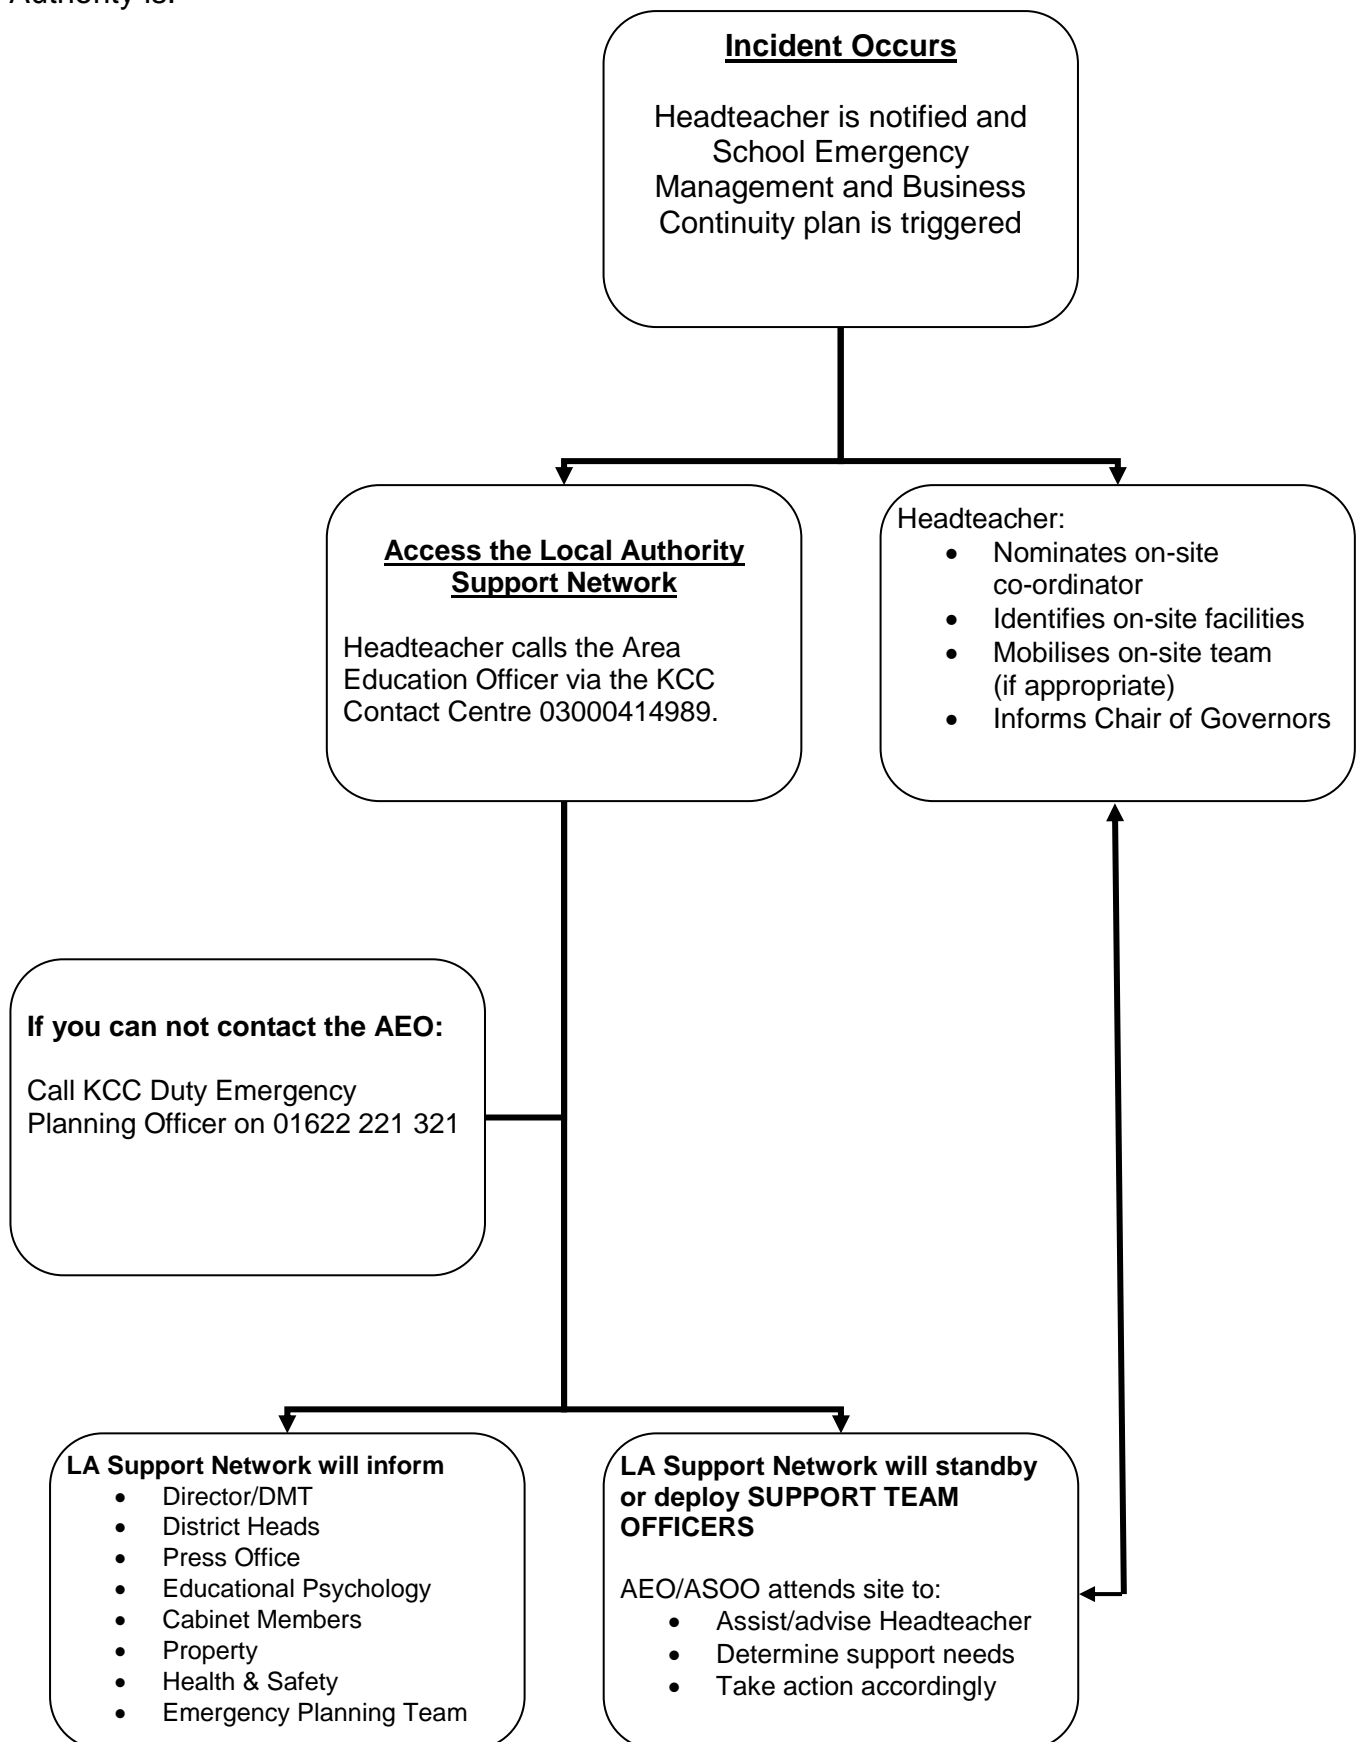 Authority is:
Incident Occurs
Headteacher is notified and
School Emergency
Management and Business
Continuity plan is triggered
Access the Local Authority
Support Network
Headteacher calls the Area
Education Officer via the KCC
Contact Centre 03000414989.
Headteacher:
• Nominates on-site
co-ordinator
• Identifies on-site facilities
• Mobilises on-site team
(if appropriate)
• Informs Chair of Governors
If you can not contact the AEO:
Call KCC Duty Emergency
Planning Officer on 01622 221 321
LA Support Network will inform
• Director/DMT
• District Heads
• Press Office
• Educational Psychology
• Cabinet Members
• Property
• Health & Safety
• Emergency Planning Team
LA Support Network will standby
or deploy SUPPORT TEAM
OFFICERS
AEO/ASOO attends site to:
• Assist/advise Headteacher
• Determine support needs
• Take action accordingly